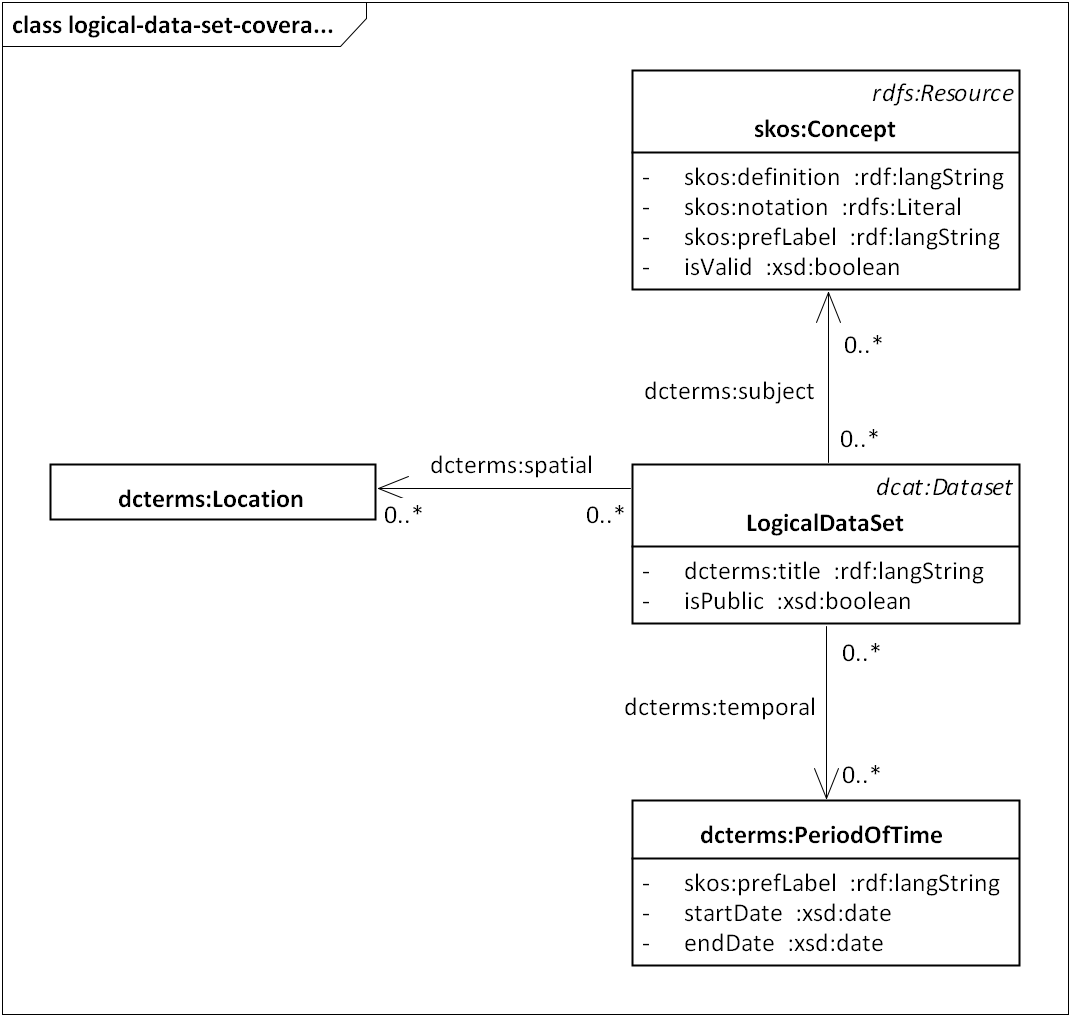 class logical-data-set-covera...
rdfs:Resource
skos:Concept
- skos:definition :rdf:langString
- skos:notation :rdfs:Literal
- skos:prefLabel :rdf:langString
- isValid :xsd:boolean
0..*
dcterms:subject
0..*
dcterms:spatial
dcterms:Location
0..*
0..*
dcat:Dataset
LogicalDataSet
- dcterms:title :rdf:langString
- isPublic :xsd:boolean
0..*
dcterms:temporal
0..*
dcterms:PeriodOfTime
- skos:prefLabel :rdf:langString
- startDate :xsd:date
- endDate :xsd:date